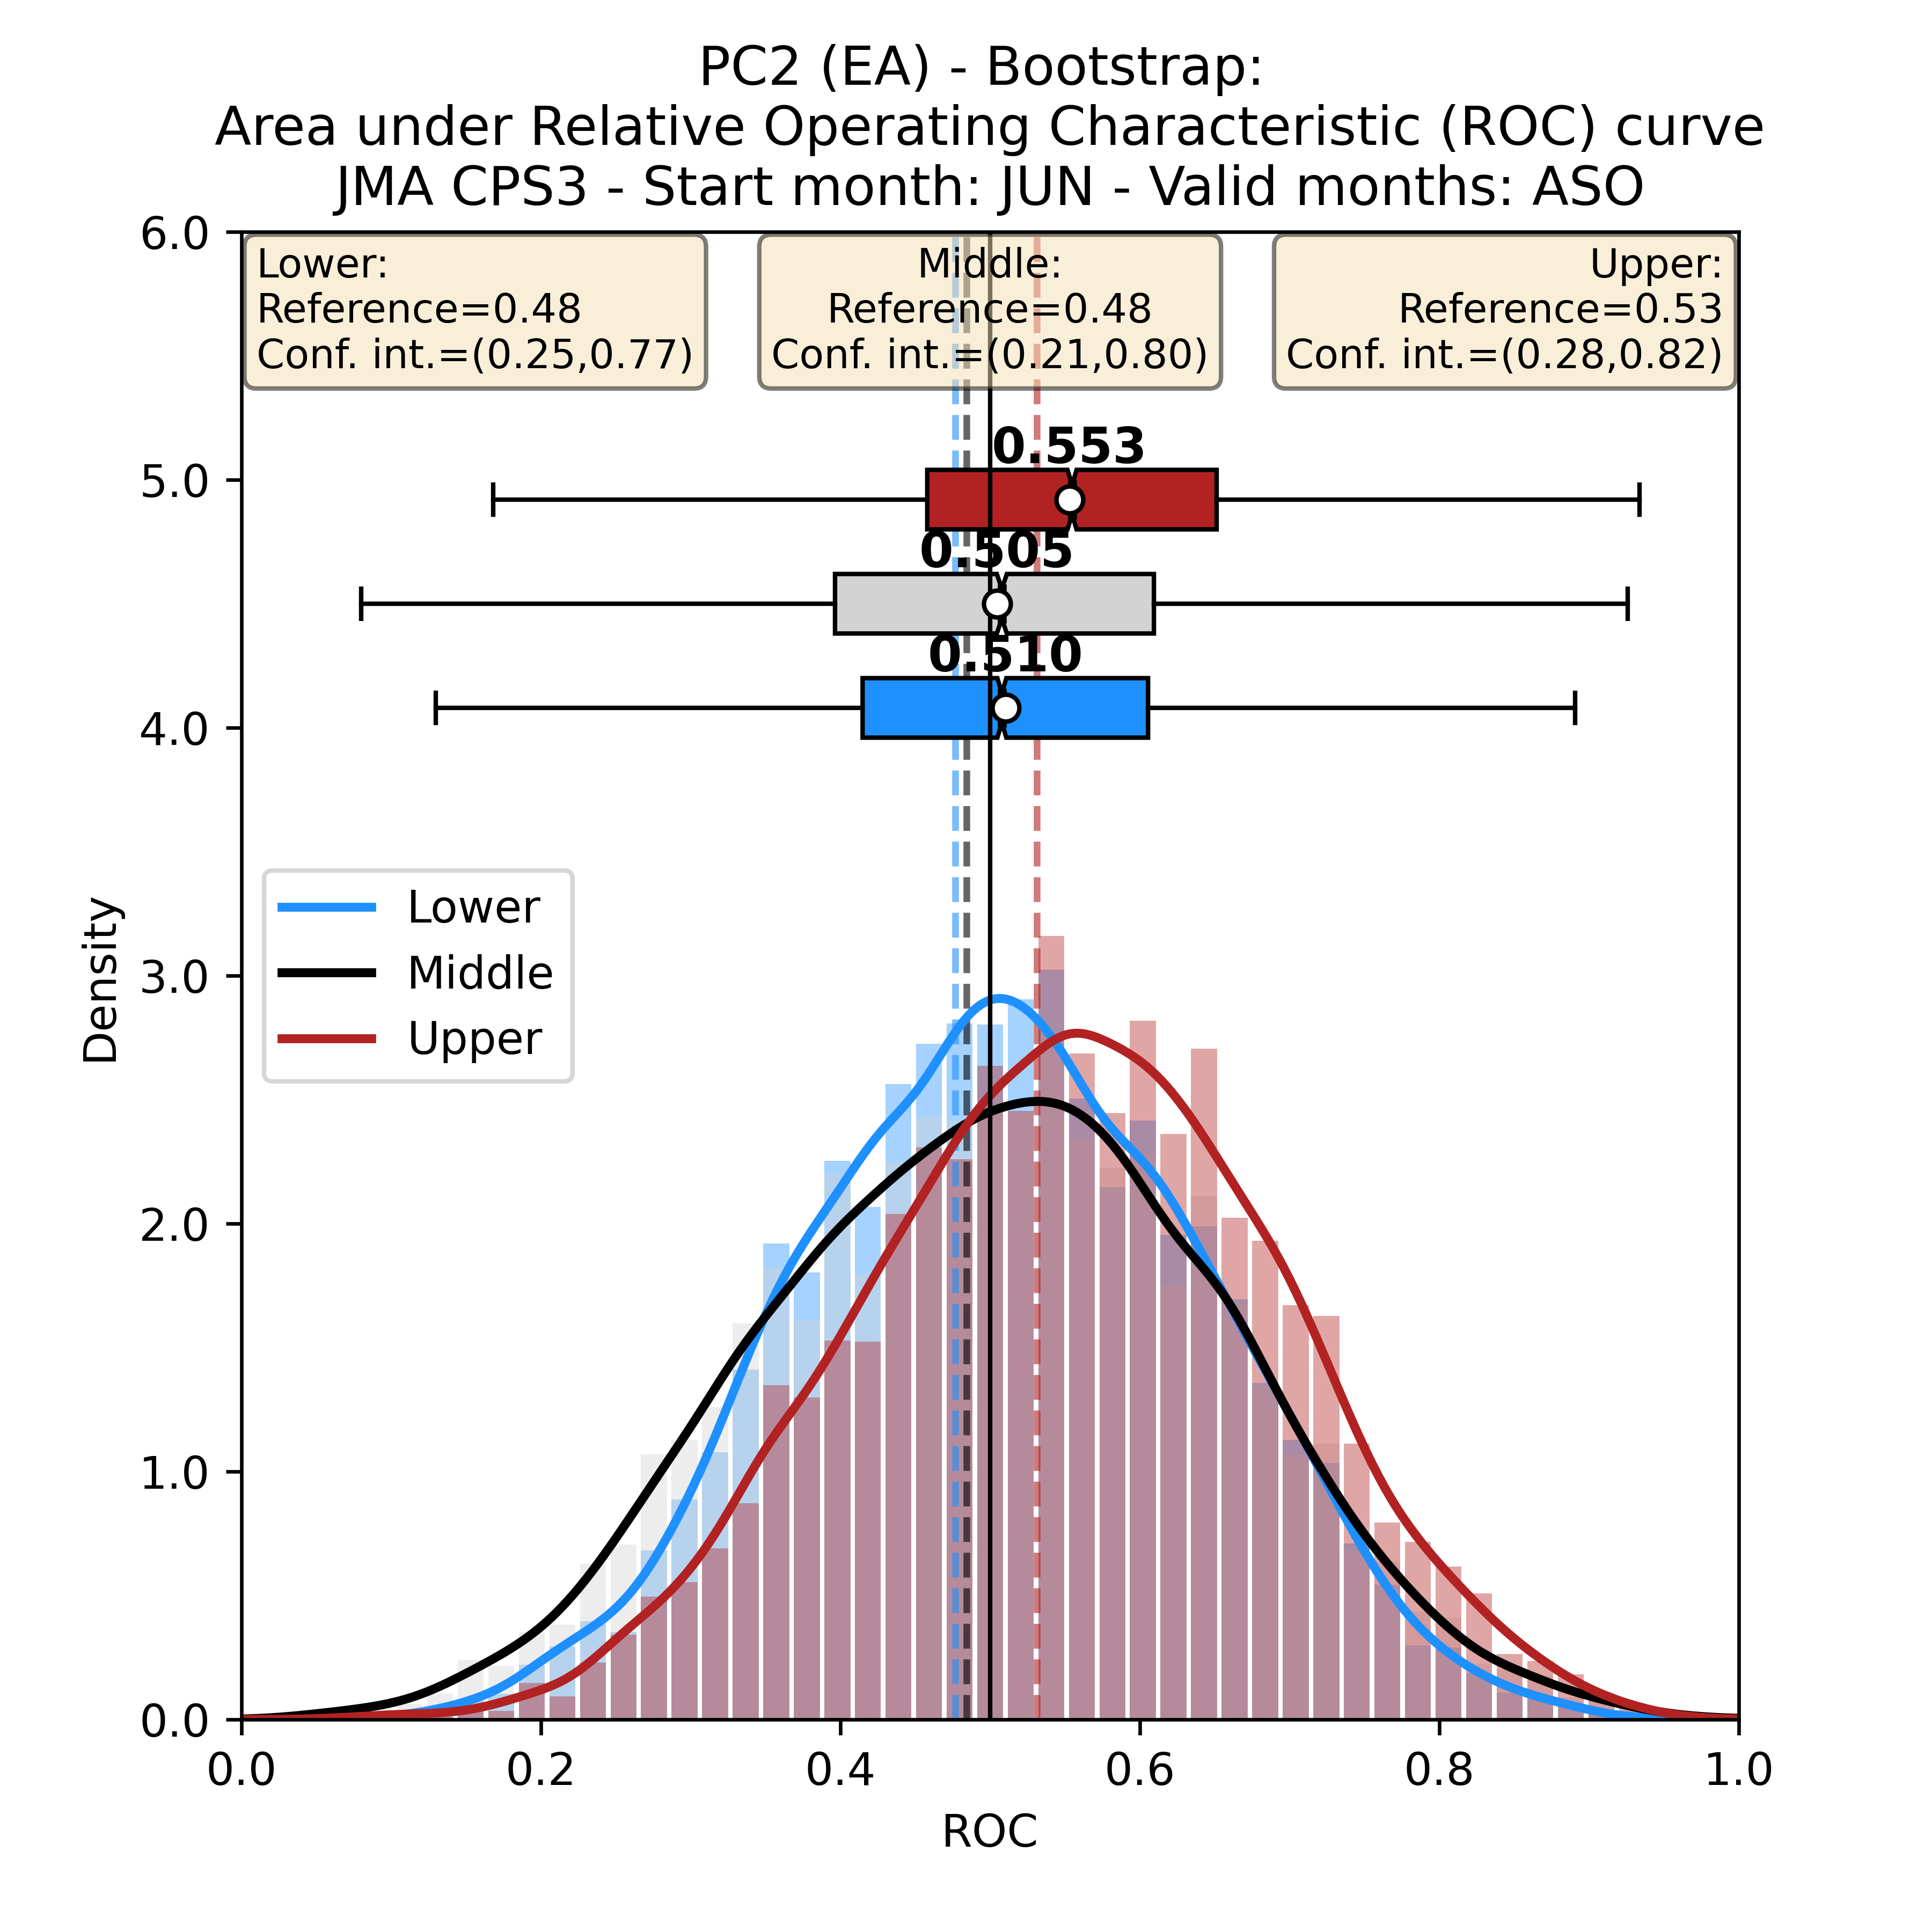 PC2 (EA) - Bootstrap:
Area under Relative Operating Characteristic (ROC) curve
JMA CPS3 - Start month: JUN - Valid months: ASO
6.0
5.0
4.0
3.0
2.0
1.0
0.0
Density
Lower:
Reference=0.48
Conf. int.=(0.25,0.77)
Middle:
Reference=0.48
Conf. int.=(0.21,0.80)
Upper:
Reference=0.53
Conf. int.=(0.28,0.82)
0.553
0.505
0.510
Lower
Middle
Upper
0.0
0.2
0.4
0.6
0.8
1.0
ROC